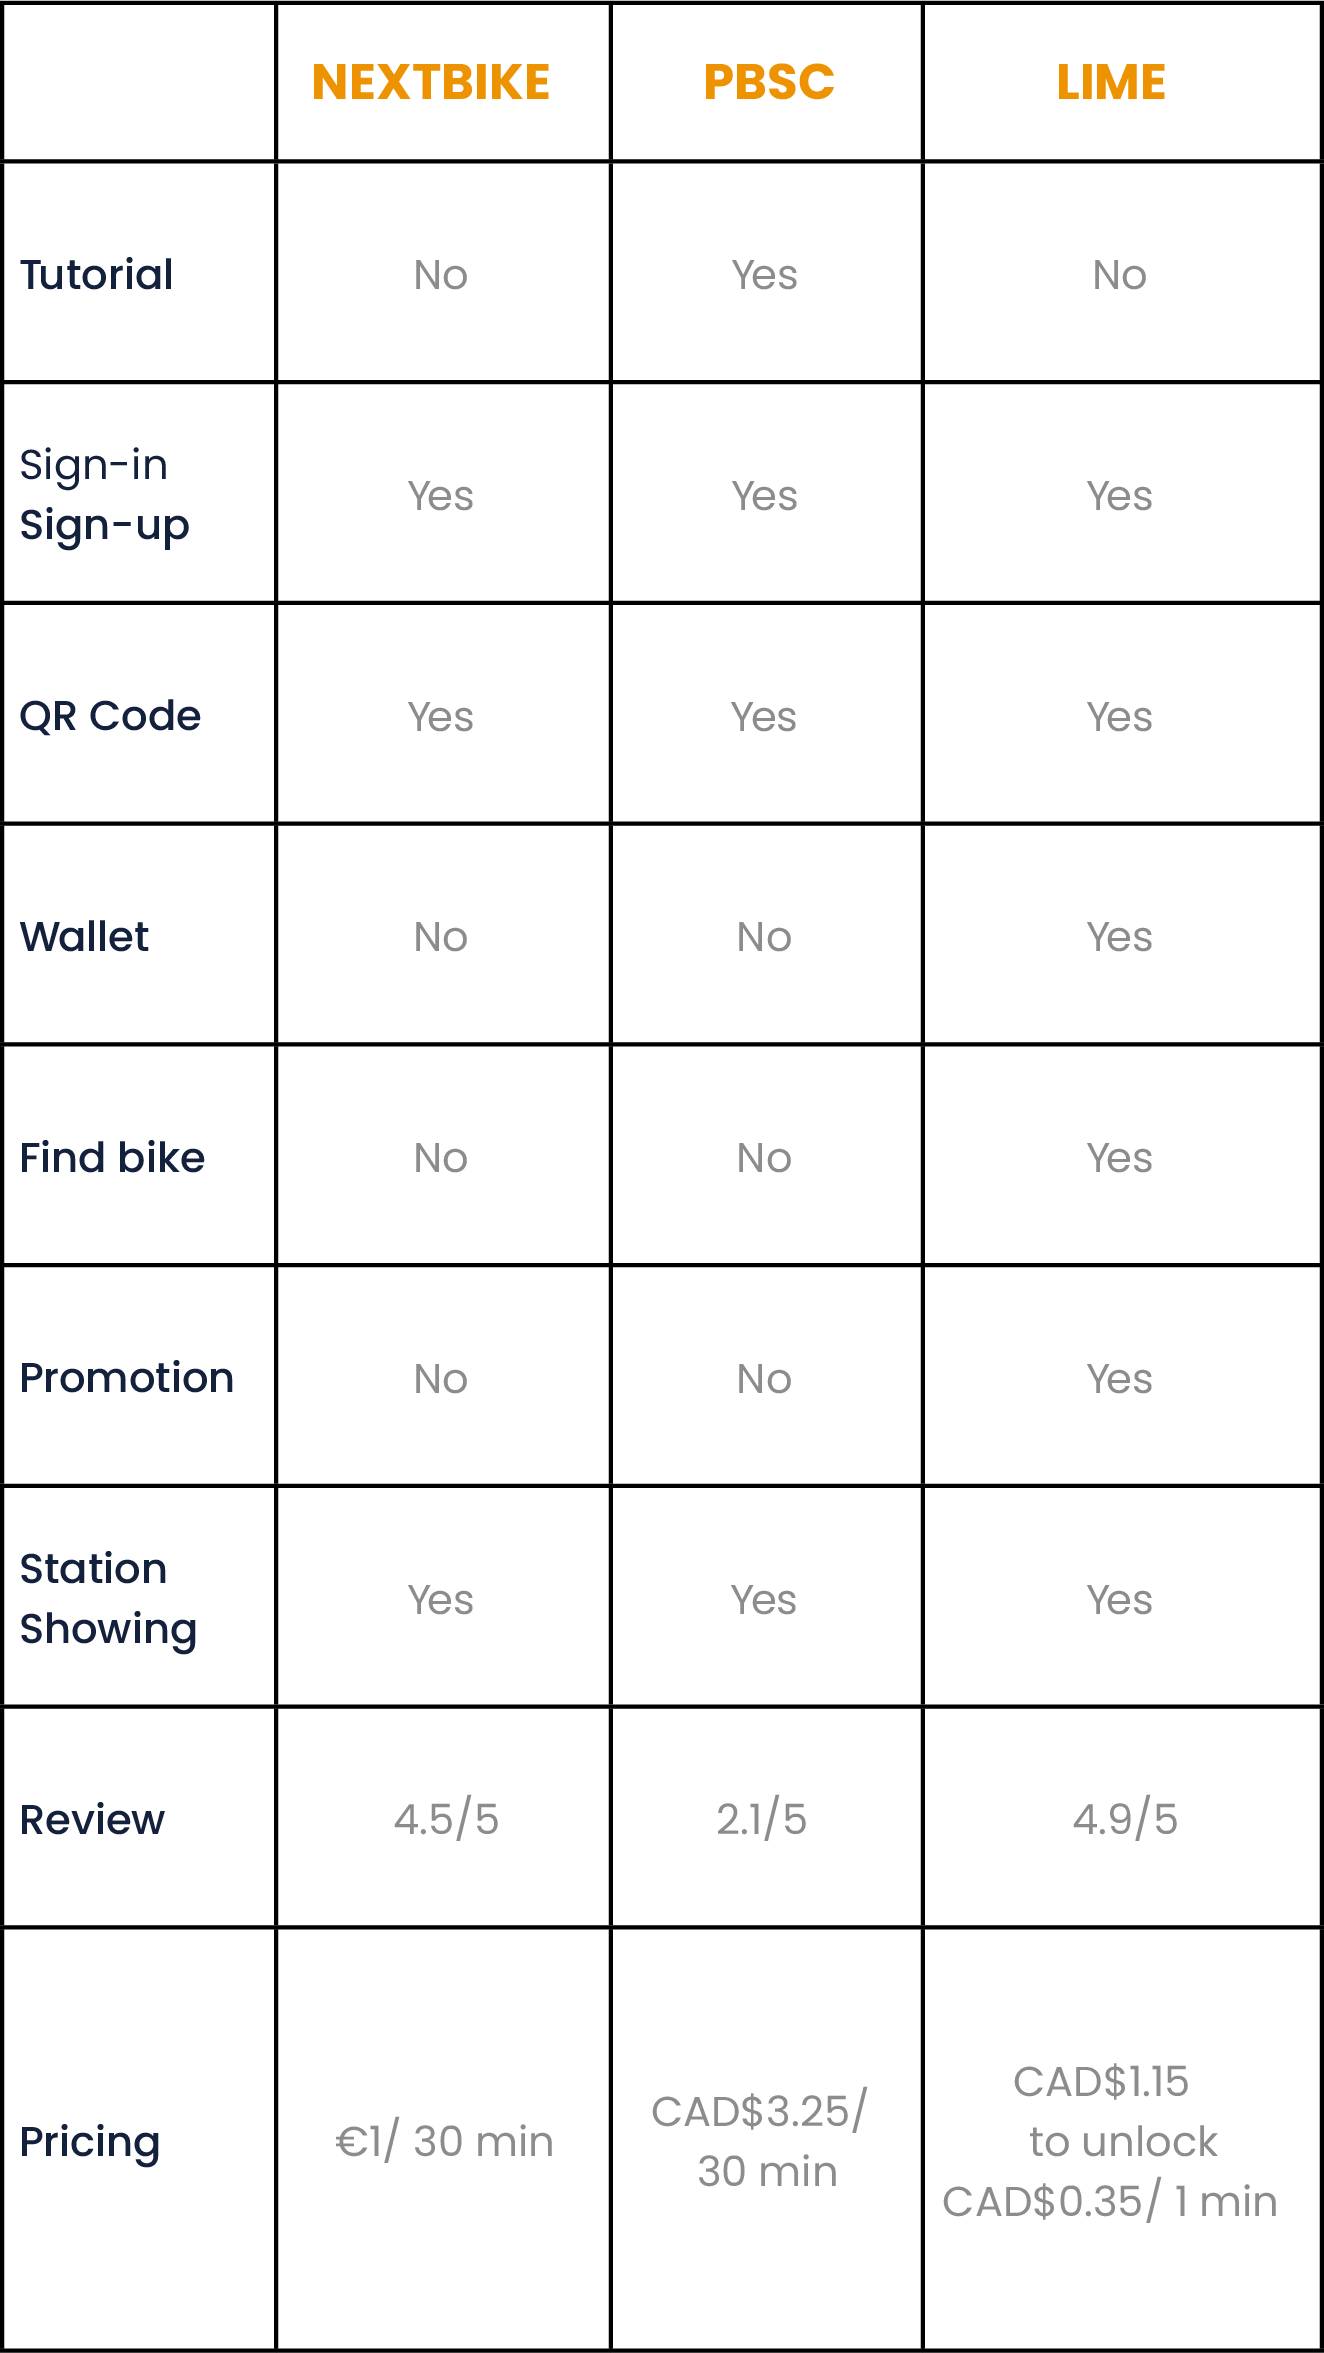 NEXTBIKE PBSC LIME
Tutorial No Yes No
Sign-in
Sign-up Yes Yes Yes
QR Code Yes Yes Yes
Wallet No No Yes
Find bike No No Yes
Promotion No No Yes
Station
Showing Yes Yes Yes
Review 4.5/5 2.1/5 4.9/5
Pricing €1/ 30 min
CAD$3.25/
30 min
CAD$1.15
to unlock
CAD$0.35/ 1 min